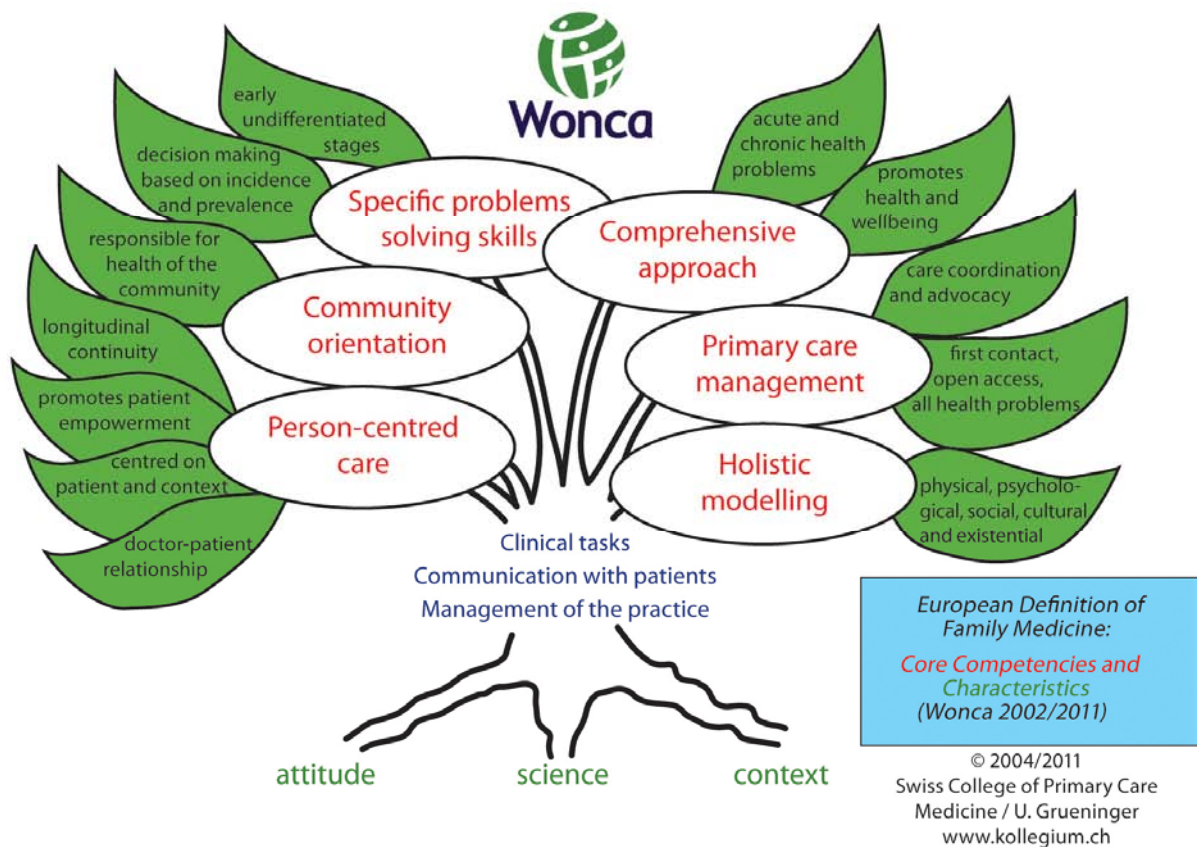 Wonca
early
undifferentiated
stages
decision making
based on incidence
and prevalence
responsible for
health of the
community
longitudinal
continuity
promotes patient
empowerment
centred on
patient and context
doctor-patient
relationship
Specific problems
solving skills
Community
orientation
Person-centred
care
Comprehensive
approach
Primary care
management
Holistic
modelling
acute and
chronic health
problems
promotes
health and
wellbeing
care coordination
and advocacy
first contact,
open access,
all health problems
physical, psycholo-
gical, social, cultural
and existential
Clinical tasks
Communication with patients
Management of the practice
attitude
science
context
European Definition of
Family Medicine:
Core Competencies and
Characteristics
(Wonca 2002/2011)
© 2004/2011
Swiss College of Primary Care
Medicine / U. Grueninger
www.kollegium.ch